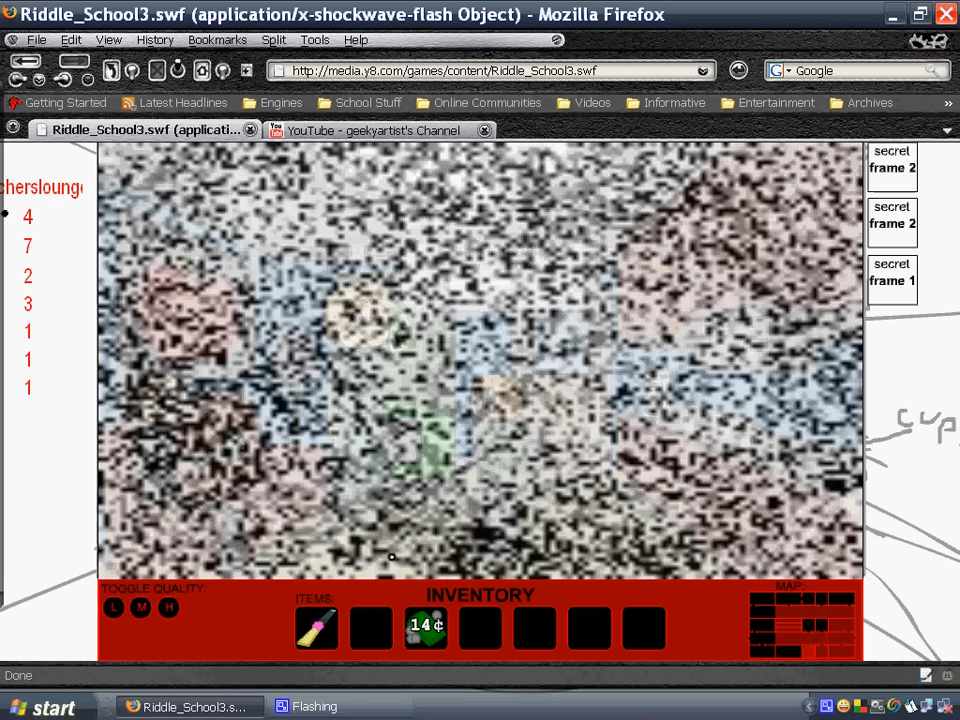 Riddle_School3.swf (application/x-shockwave-flash Object) - Mozilla Firefox
File Edit View History Bookmarks Split Tools Help
http://media.y8.com/games/content/Riddle_School3.swf
G Google
Getting Started Latest Headlines Engines School Stuff Online Communities Videos Informative Entertainment Archives »
Riddle_School3.swf (applicati... YouTube - geekyartist's Channel
cherslounge
4
7
2
3
1
1
1
secret
frame 2
secret
frame 2
secret
frame 1
cup
TOGGLE QUALITY:
L M H
ITEMS:
INVENTORY
14¢
MAP:
Done
start Riddle_School3.s... Flashing